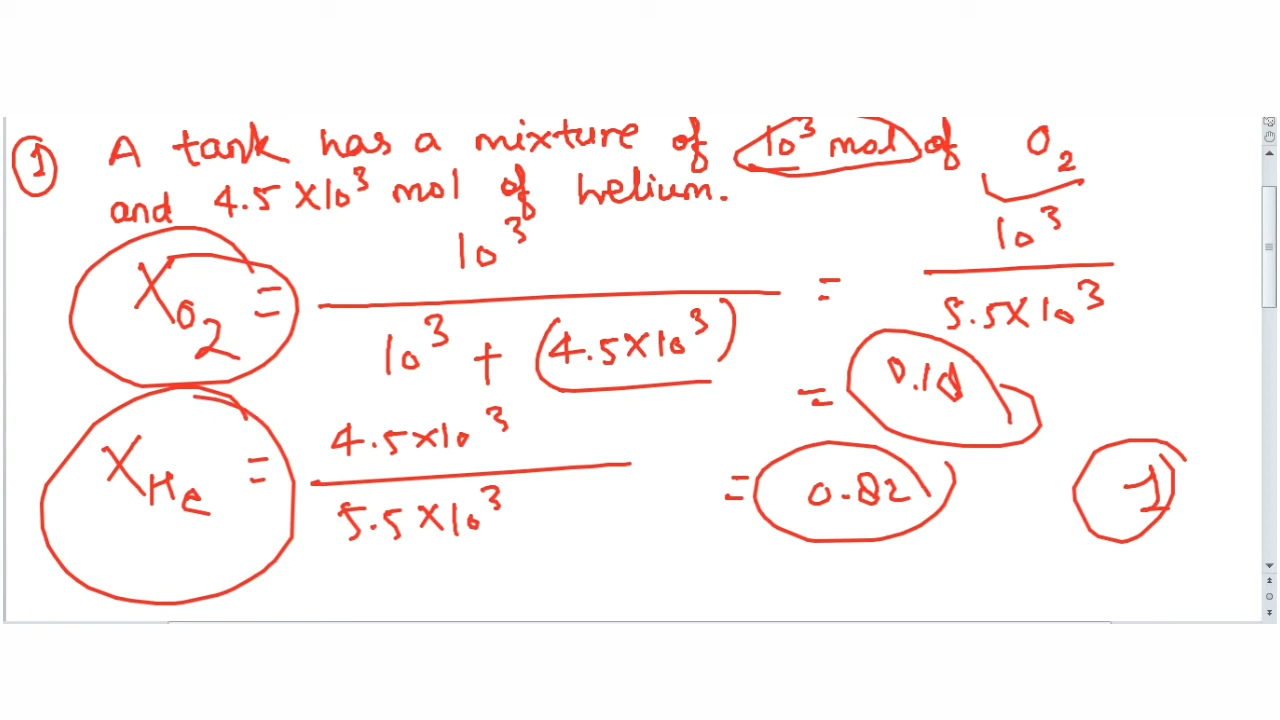 1 A tank has a mixture of 10³ mol of O₂
and 4.5×10³ mol of helium.
X_O₂ = 10³ / 10³ + (4.5×10³) = 10³ / 5.5×10³
= 0.18
X_He = 4.5×10³ / 5.5×10³ = 0.82 1